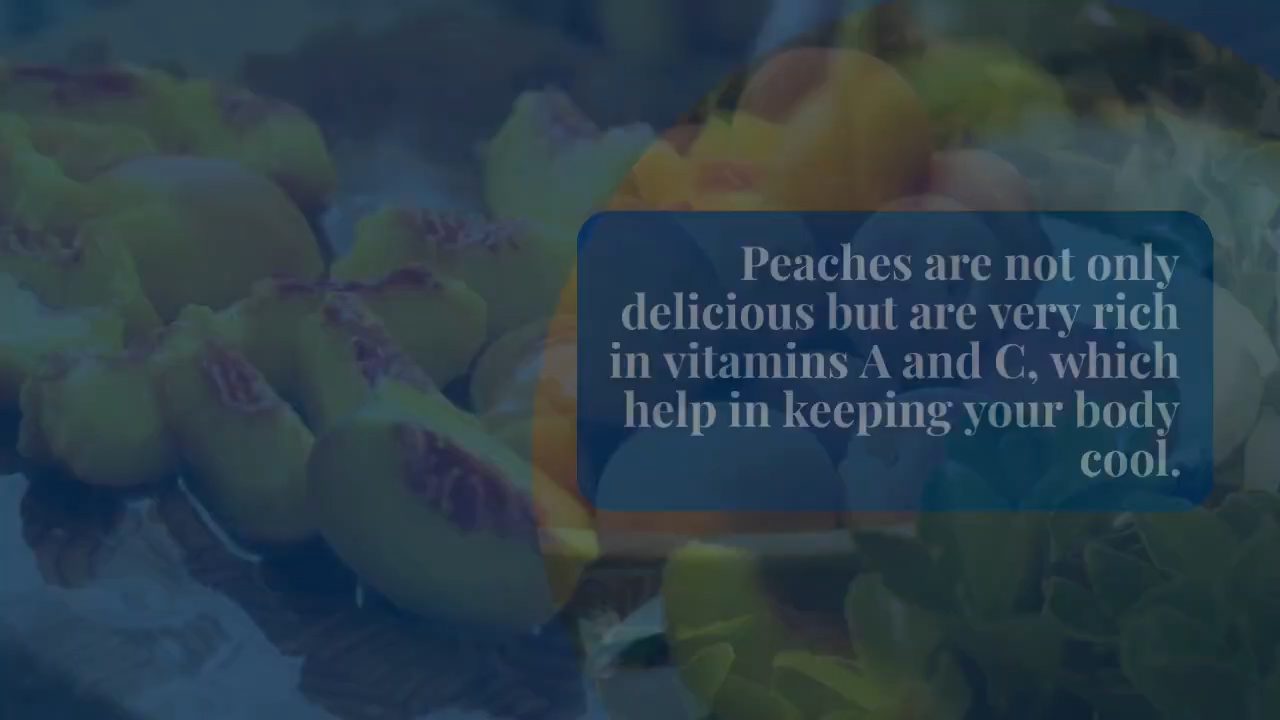 Peaches are not only
delicious but are very rich
in vitamins A and C, which
help in keeping your body
cool.